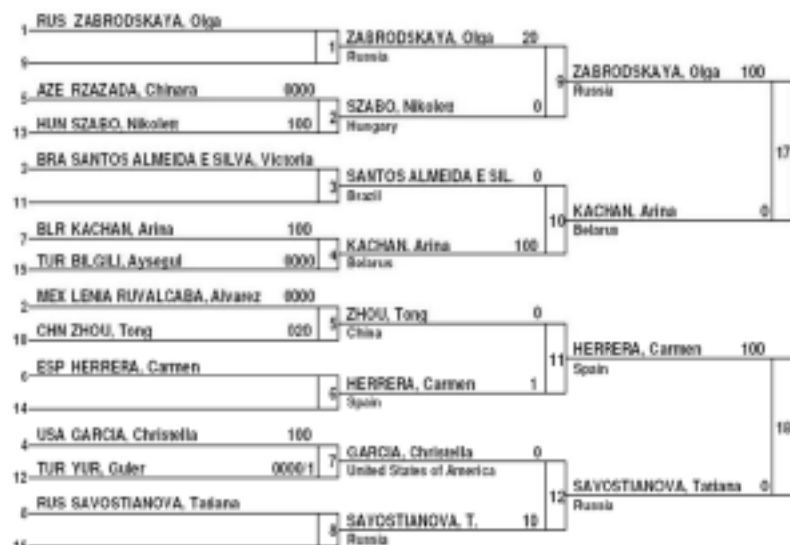 1 RUS ZABRODSKAYA, Olga
9
1 ZABRODSKAYA, Olga 20
Russia
5 AZE RZAZADA, Chinara 0000
13 HUN SZABO, Nikolett 100
2 SZABO, Nikolett 0
Hungary
9 ZABRODSKAYA, Olga 100
Russia
3 BRA SANTOS ALMEIDA E SILVA, Victoria
11
3 SANTOS ALMEIDA E SIL. 0
Brazil
7 BLR KACHAN, Arina 100
15 TUR BILGILI, Aysegul 0000
4 KACHAN, Arina 100
Belarus
10 KACHAN, Arina 0
Belarus
17
2 MEX LENIA RUVALCABA, Alvarez 0000
10 CHN ZHOU, Tong 020
5 ZHOU, Tong 0
China
6 ESP HERRERA, Carmen
14
6 HERRERA, Carmen 1
Spain
11 HERRERA, Carmen 100
Spain
4 USA GARCIA, Christella 100
12 TUR YUR, Guler 0000/1
7 GARCIA, Christella 0
United States of America
8 RUS SAVOSTIANOVA, Tatiana
8 SAVOSTIANOVA, T. 10
Russia
12 SAVOSTIANOVA, Tatiana 0
Russia
18